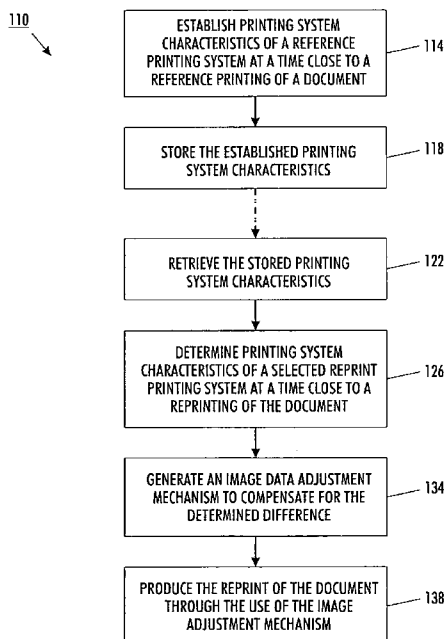 110
ESTABLISH PRINTING SYSTEM
CHARACTERISTICS OF A REFERENCE
PRINTING SYSTEM AT A TIME CLOSE TO A
REFERENCE PRINTING OF A DOCUMENT
114
STORE THE ESTABLISHED PRINTING
SYSTEM CHARACTERISTICS
118
RETRIEVE THE STORED PRINTING
SYSTEM CHARACTERISTICS
122
DETERMINE PRINTING SYSTEM
CHARACTERISTICS OF A SELECTED REPRINT
PRINTING SYSTEM AT A TIME CLOSE TO A
REPRINTING OF THE DOCUMENT
126
GENERATE AN IMAGE DATA ADJUSTMENT
MECHANISM TO COMPENSATE FOR THE
DETERMINED DIFFERENCE
134
PRODUCE THE REPRINT OF THE DOCUMENT
THROUGH THE USE OF THE IMAGE
ADJUSTMENT MECHANISM
138